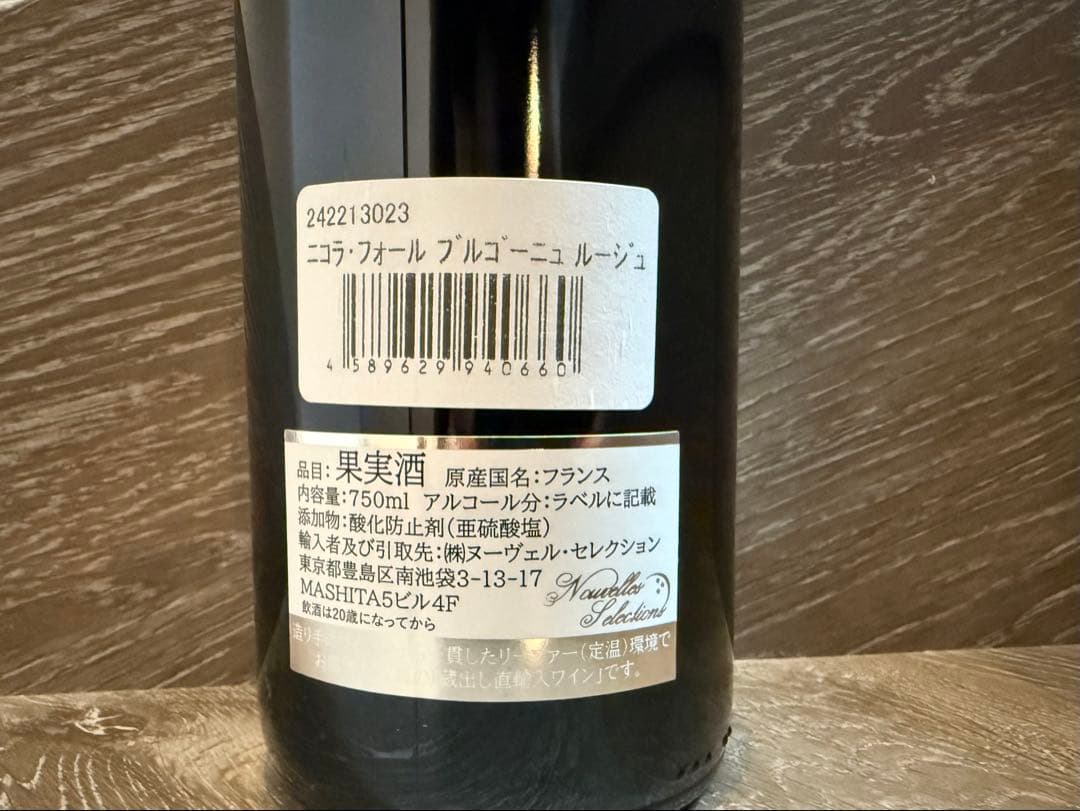 242213023
ニコラ・フォール ブルゴーニュ ルージュ
4 589629 940660
品目:果実酒 原産国名:フランス
内容量:750ml アルコール分:ラベルに記載
添加物:酸化防止剤(亜硫酸塩)
輸入者及び引取先:㈱ヌーヴェル・セレクション
東京都豊島区南池袋3-13-17
MASHITA5ビル4F
Nouvelles
Selections
飲酒は20歳になってから
造り手 貫したリーファー(定温)環境で
お 蔵出し直輸入ワイン」です。